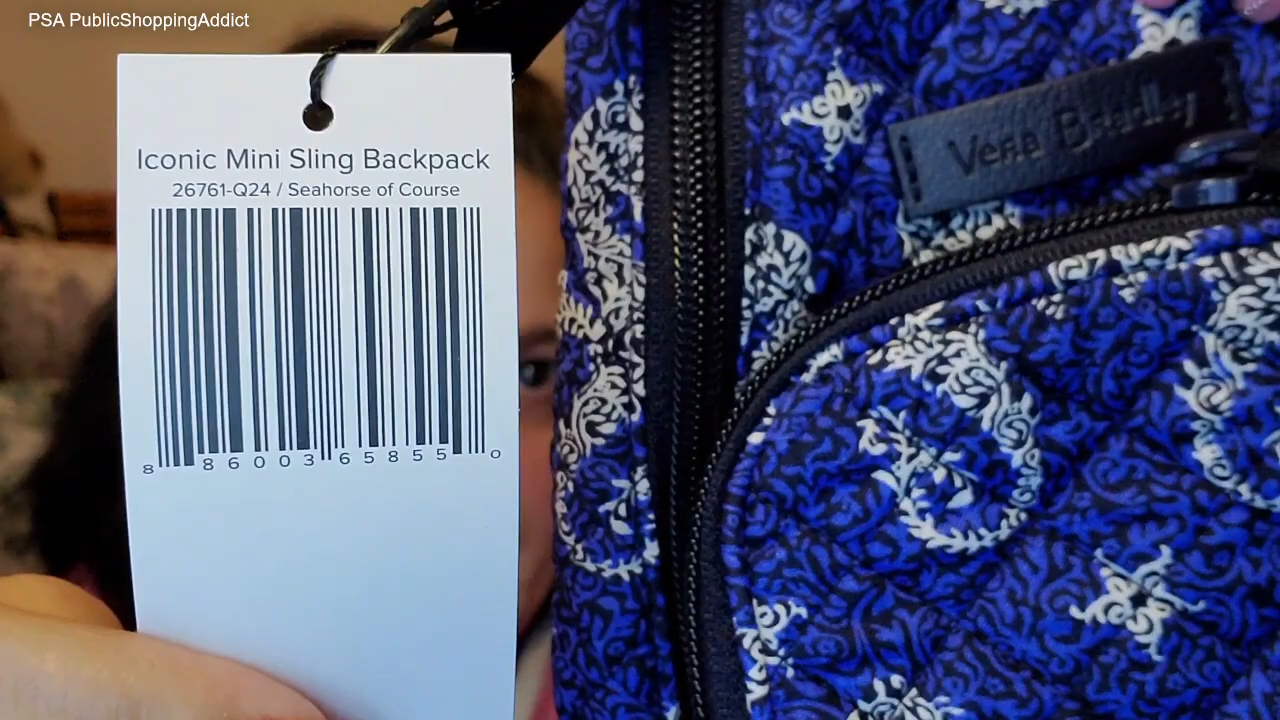 PSA PublicShoppingAddict
Iconic Mini Sling Backpack
26761-Q24 / Seahorse of Course
8 86003 65855 0
Vera Bradley